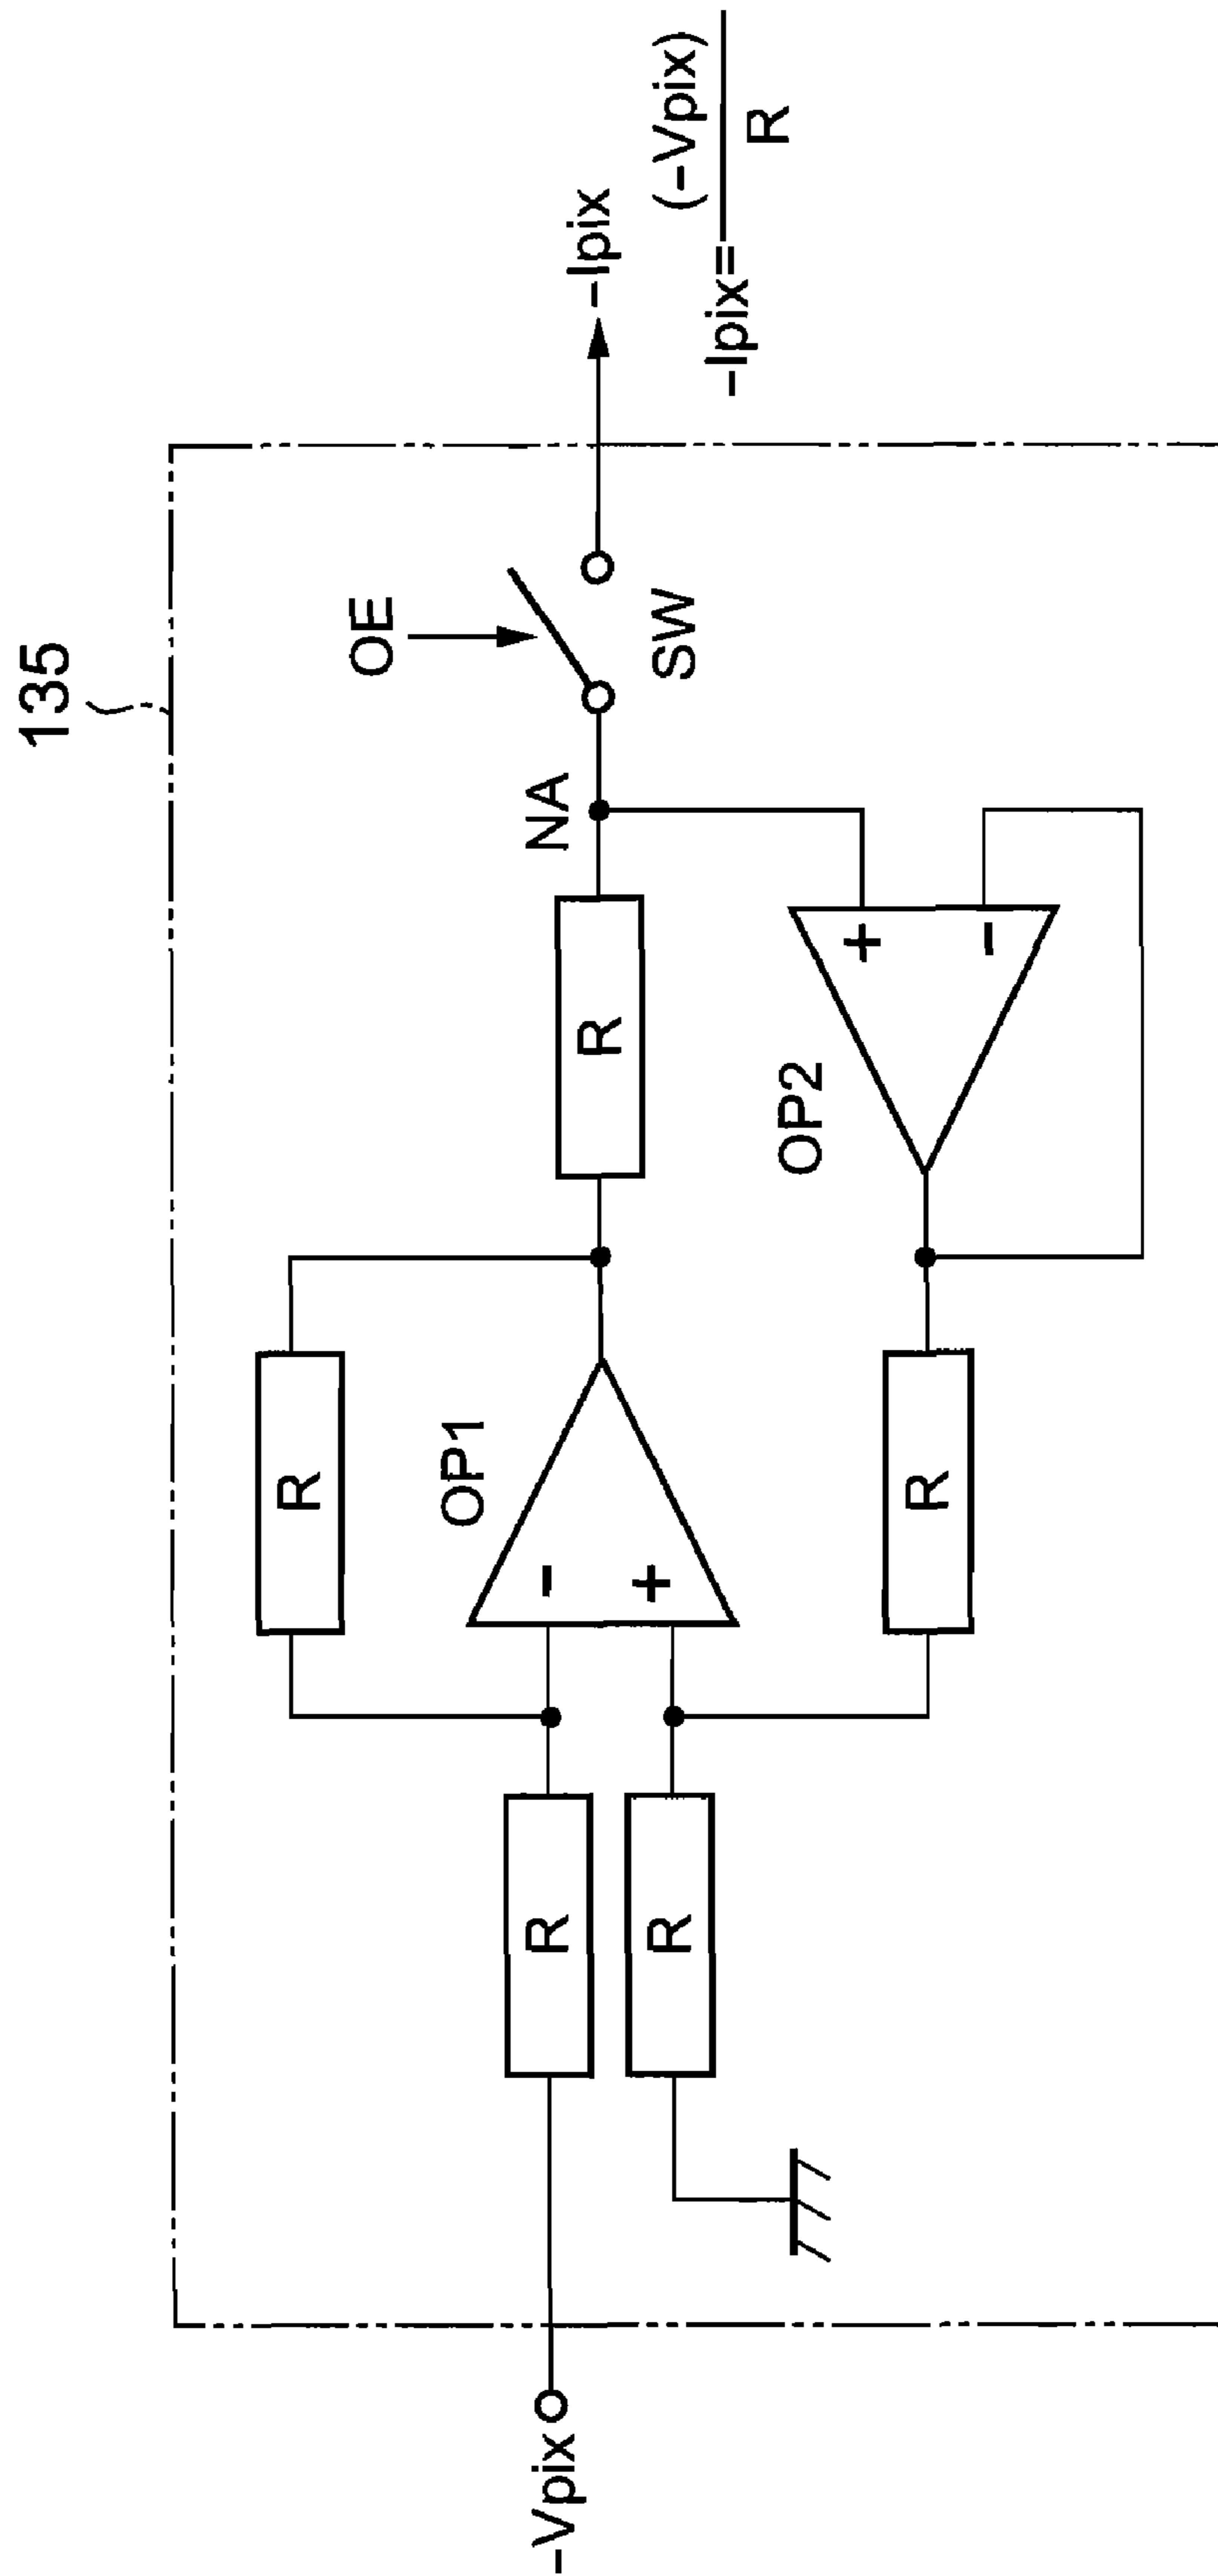 135
OE
-Ipix
-Ipix=(-Vpix)/R
NA
SW
R
R
OP1
-
+
OP2
+
-
R
R
R
-Vpix